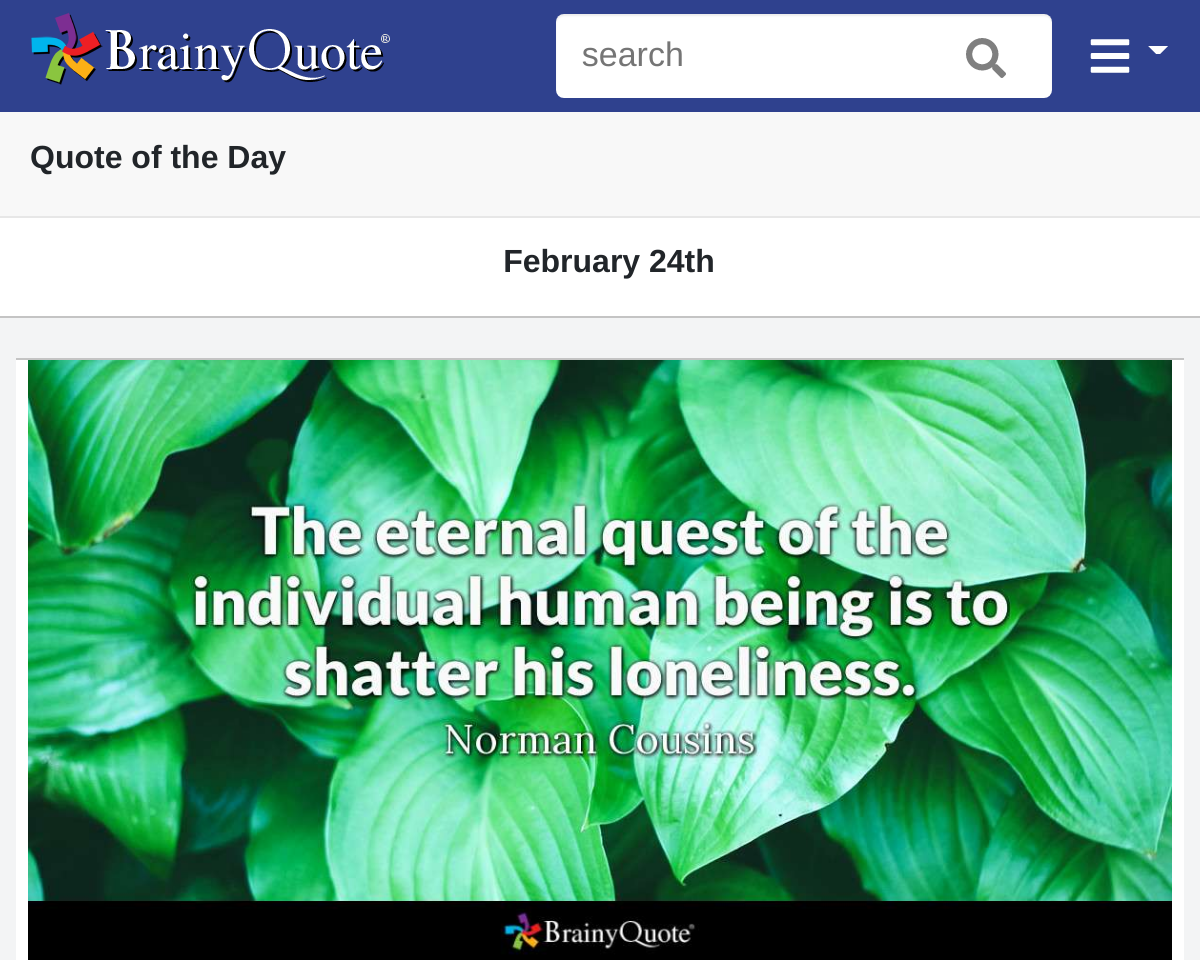 BrainyQuote®
search
Quote of the Day
February 24th
The eternal quest of the
individual human being is to
shatter his loneliness.
Norman Cousins
BrainyQuote®